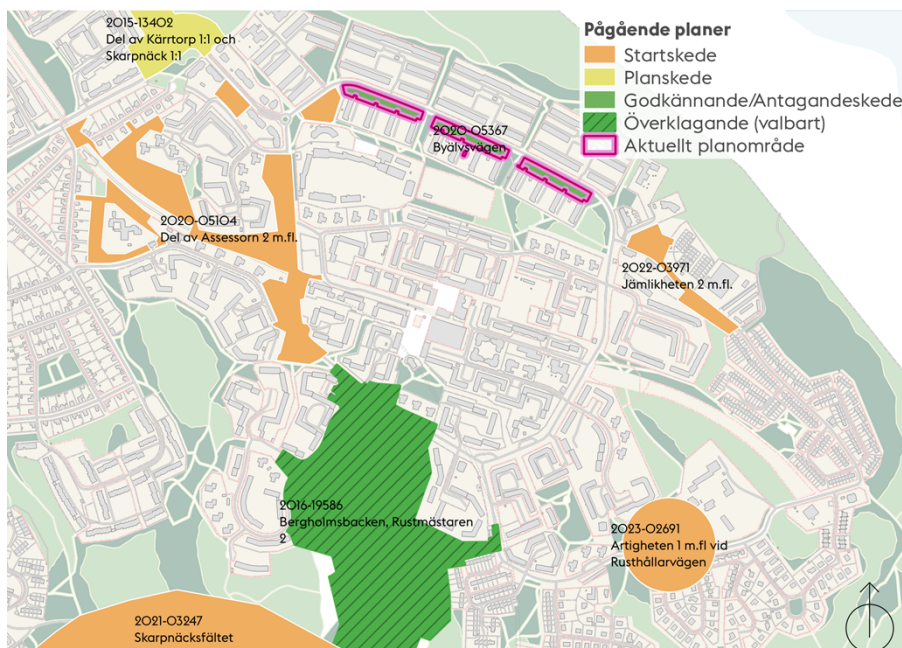 2015-13402
Del av Kärrtorp 1:1 och
Skarpnäck 1:1
Pågående planer
Startskede
Planskede
Godkännande/Antagandeskede
Överklagande (valbart)
Aktuellt planområde
2020-05367
Byälvsvägen
2020-05104
Del av Assessorn 2 m.fl.
2022-03971
Jämlikheten 2 m.fl.
2016-19586
Bergholmsbacken, Rustmästaren
2
2023-02691
Artigheten 1 m.fl vid
Rusthållarvägen
2021-03247
Skarpnäcksfältet